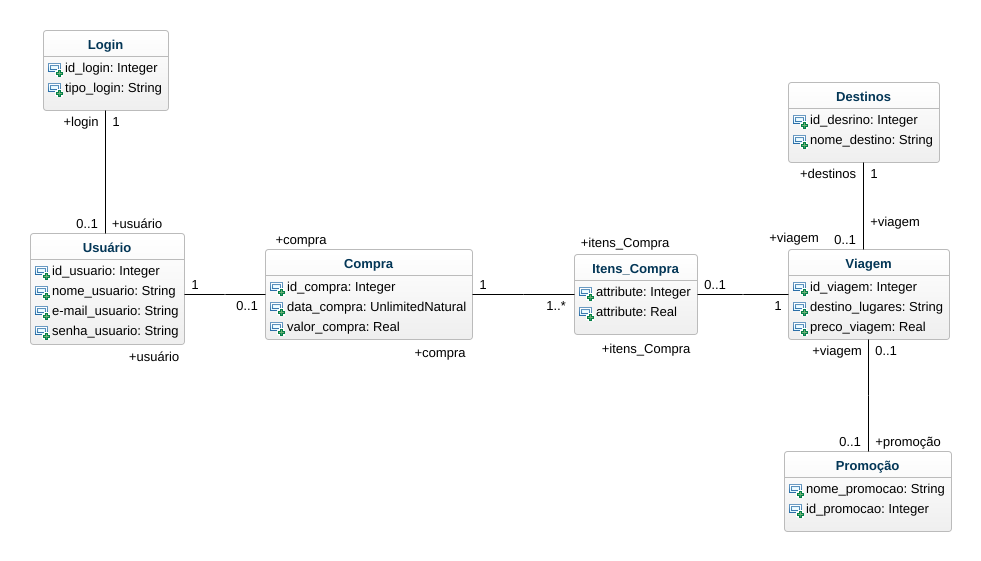 Login
id_login: Integer
tipo_login: String
+login 1
0..1 +usuário
Usuário
id_usuario: Integer
nome_usuario: String
e-mail_usuario: String
senha_usuario: String
+usuário
1
0..1
+compra
Compra
id_compra: Integer
data_compra: UnlimitedNatural
valor_compra: Real
+compra
1
1..*
+itens_Compra
Itens_Compra
attribute: Integer
attribute: Real
+itens_Compra
0..1
1
Destinos
id_desrino: Integer
nome_destino: String
+destinos 1
+viagem
+viagem 0..1
Viagem
id_viagem: Integer
destino_lugares: String
preco_viagem: Real
+viagem 0..1
0..1 +promoção
Promoção
nome_promocao: String
id_promocao: Integer